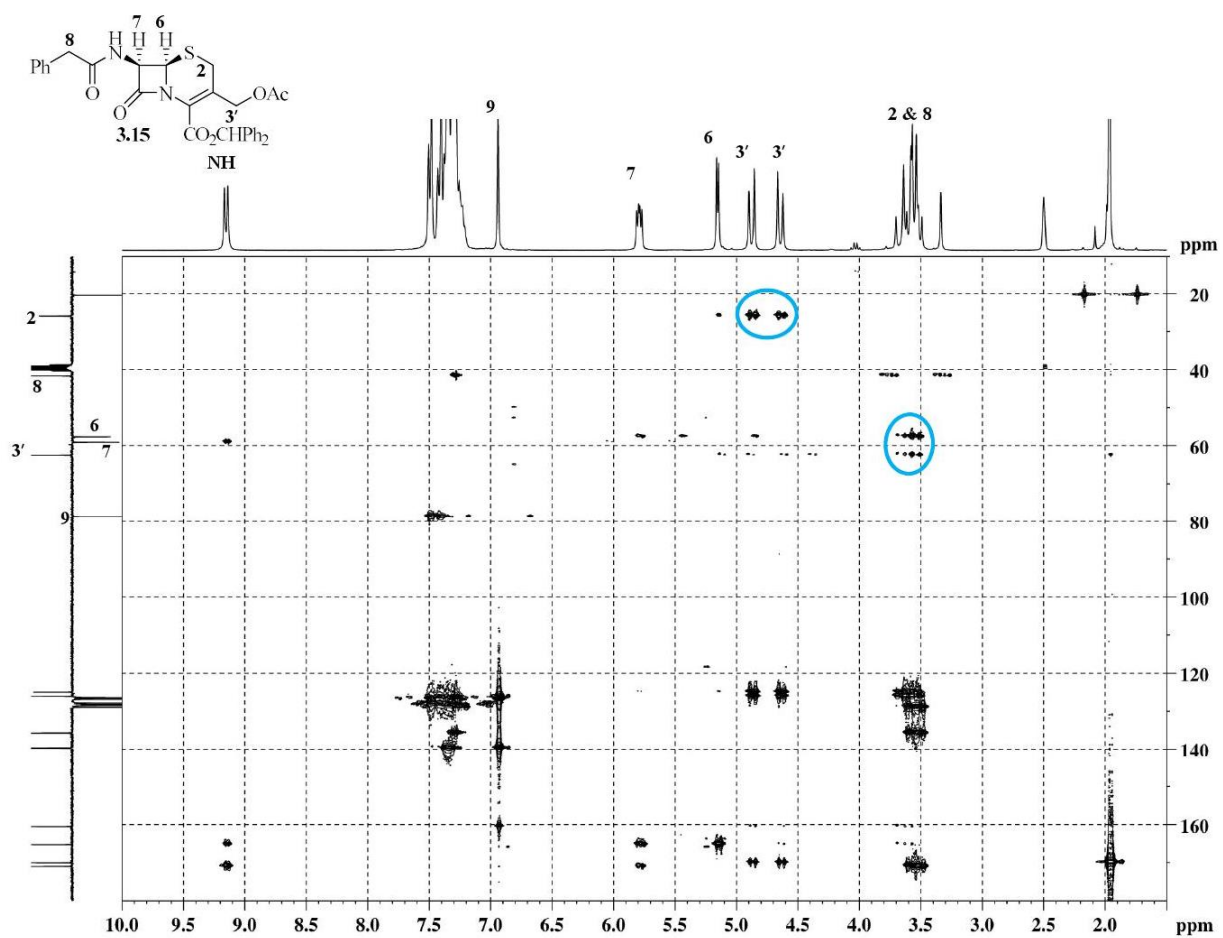 7 6
8 H H H
N S
Ph 2
O N OAc
O 3′
3.15 CO₂CHPh₂
NH
9
7
6
3′
3′
2 & 8
ppm
2
8
6
3′ 7
9
20
40
60
80
100
120
140
160
10.0 9.5 9.0 8.5 8.0 7.5 7.0 6.5 6.0 5.5 5.0 4.5 4.0 3.5 3.0 2.5 2.0 ppm